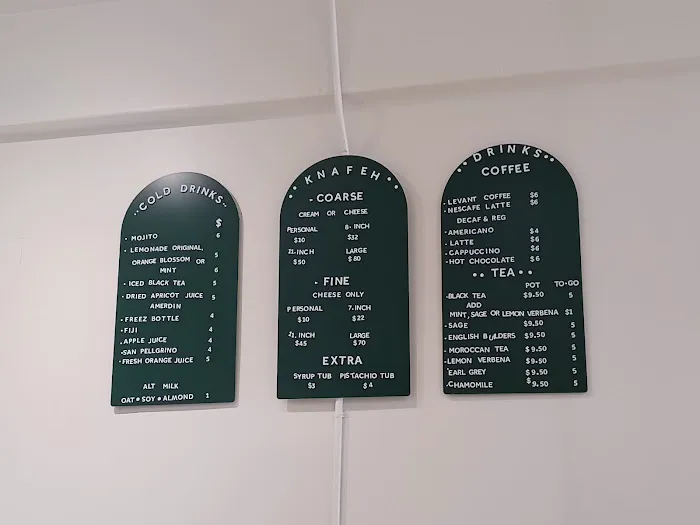 ••COLD DRINKS••
$
• MOJITO 6
• LEMONADE ORIGINAL,
ORANGE BLOSSOM OR 5
MINT 6
• ICED BLACK TEA 5
• DRIED APRICOT JUICE 5
AMERDIN
• FREEZ BOTTLE 4
• FIJI 4
• APPLE JUICE 4
•SAN PELLGRINO 4
•FRESH ORANGE JUICE 5
ALT MILK
OAT • SOY • ALMOND 1
•• KNAFEH ••
- COARSE
CREAM OR CHEESE
PERSONAL 8- INCH
$10 $32
11-INCH LARGE
$50 $80
- FINE
CHEESE ONLY
PERSONAL 7-INCH
$10 $22
11. INCH LARGE
$45 $70
EXTRA
SYRUP TUB PISTACHIO TUB
$3 $4
••DRINKS••
COFFEE
-LEVANT COFFEE $6
-NESCAFE LATTE $6
DECAF & REG
-AMERICANO $4
- LATTE $6
-CAPPUCCINO $6
-HOT CHOCOLATE $6
•• TEA ••
POT TO-GO
-BLACK TEA $9.50 5
ADD
MINT, SAGE OR LEMON VERBENA $1
- SAGE $9.50 5
- ENGLISH BUILDERS $9.50 5
- MOROCCAN TEA $9.50 5
-LEMON VERBENA $9.50 5
EARL GREY $9.50 5
-CHAMOMILE $9.50 5